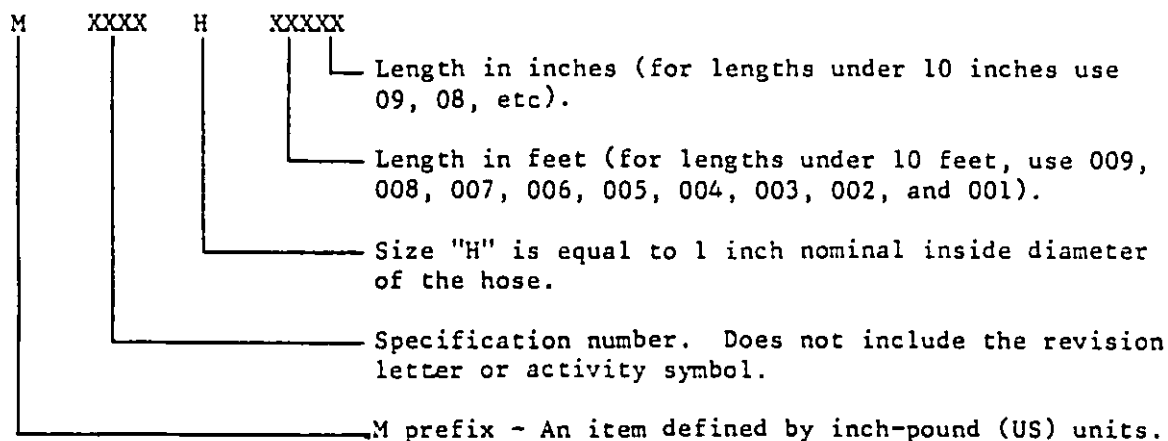 M XXXX H XXXXX
Length in inches (for lengths under 10 inches use
09, 08, etc).
Length in feet (for lengths under 10 feet, use 009,
008, 007, 006, 005, 004, 003, 002, and 001).
Size "H" is equal to 1 inch nominal inside diameter
of the hose.
Specification number. Does not include the revision
letter or activity symbol.
M prefix - An item defined by inch-pound (US) units.